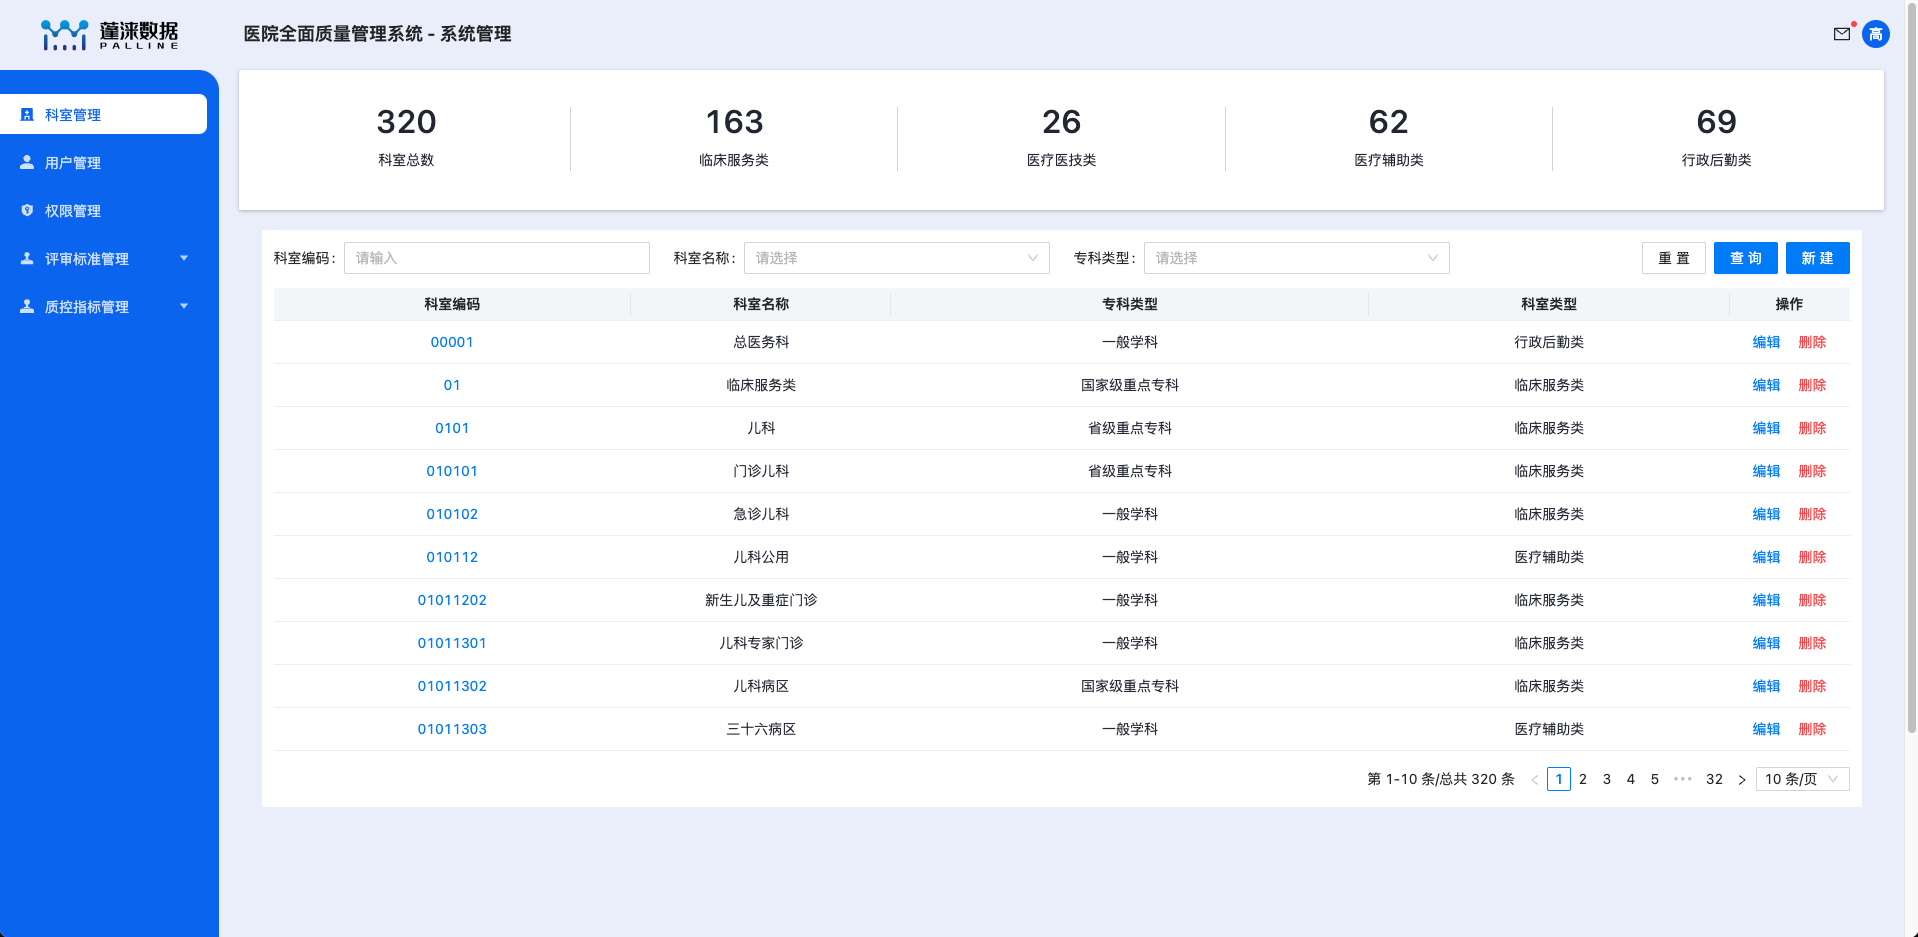 蓬涞数据
PALLINE
医院全面质量管理系统 - 系统管理
高
科室管理
用户管理
权限管理
评审标准管理
质控指标管理
320 163 26 62 69
科室总数 临床服务类 医疗医技类 医疗辅助类 行政后勤类
科室编码: 请输入 科室名称: 请选择 专科类型: 请选择 重 置 查 询 新 建
科室编码 科室名称 专科类型 科室类型 操作
00001 总医务科 一般学科 行政后勤类 编辑 删除
01 临床服务类 国家级重点专科 临床服务类 编辑 删除
0101 儿科 省级重点专科 临床服务类 编辑 删除
010101 门诊儿科 省级重点专科 临床服务类 编辑 删除
010102 急诊儿科 一般学科 临床服务类 编辑 删除
010112 儿科公用 一般学科 医疗辅助类 编辑 删除
01011202 新生儿及重症门诊 一般学科 临床服务类 编辑 删除
01011301 儿科专家门诊 一般学科 临床服务类 编辑 删除
01011302 儿科病区 国家级重点专科 临床服务类 编辑 删除
01011303 三十六病区 一般学科 医疗辅助类 编辑 删除
第 1-10 条/总共 320 条 < 1 2 3 4 5 ••• 32 > 10 条/页